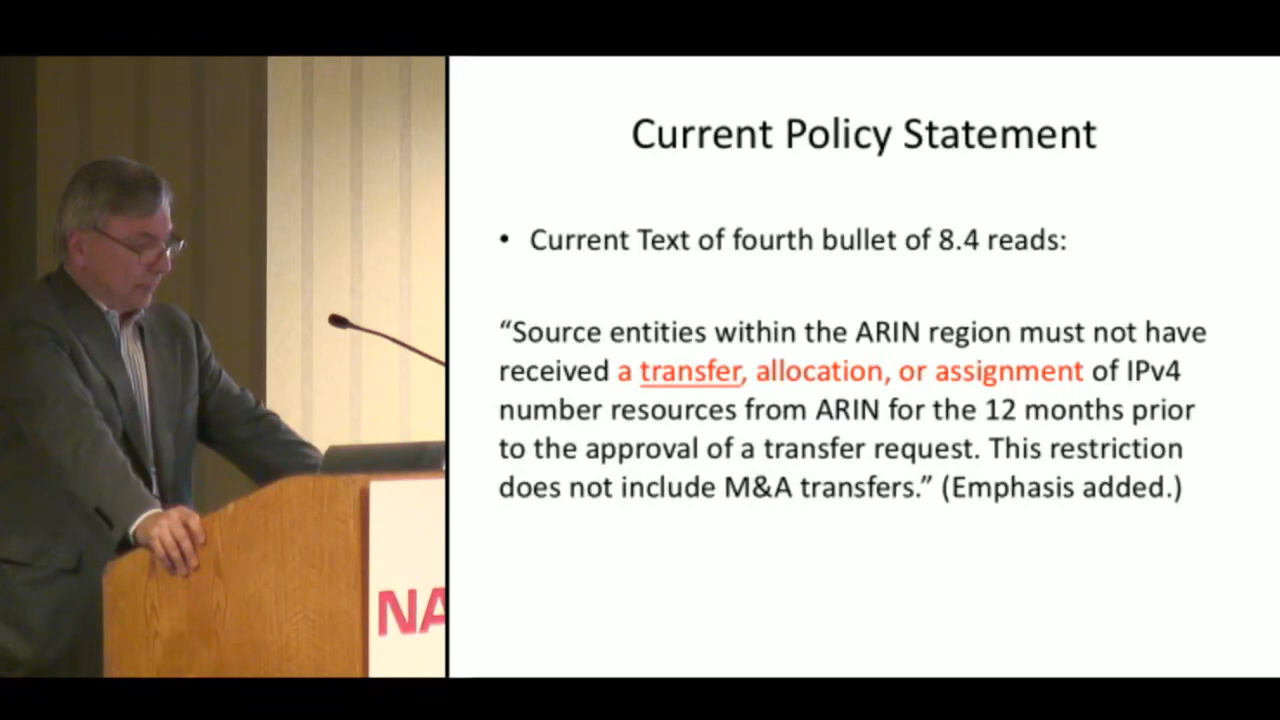 Current Policy Statement
• Current Text of fourth bullet of 8.4 reads:
“Source entities within the ARIN region must not have
received a transfer, allocation, or assignment of IPv4
number resources from ARIN for the 12 months prior
to the approval of a transfer request. This restriction
does not include M&A transfers.” (Emphasis added.)
NA